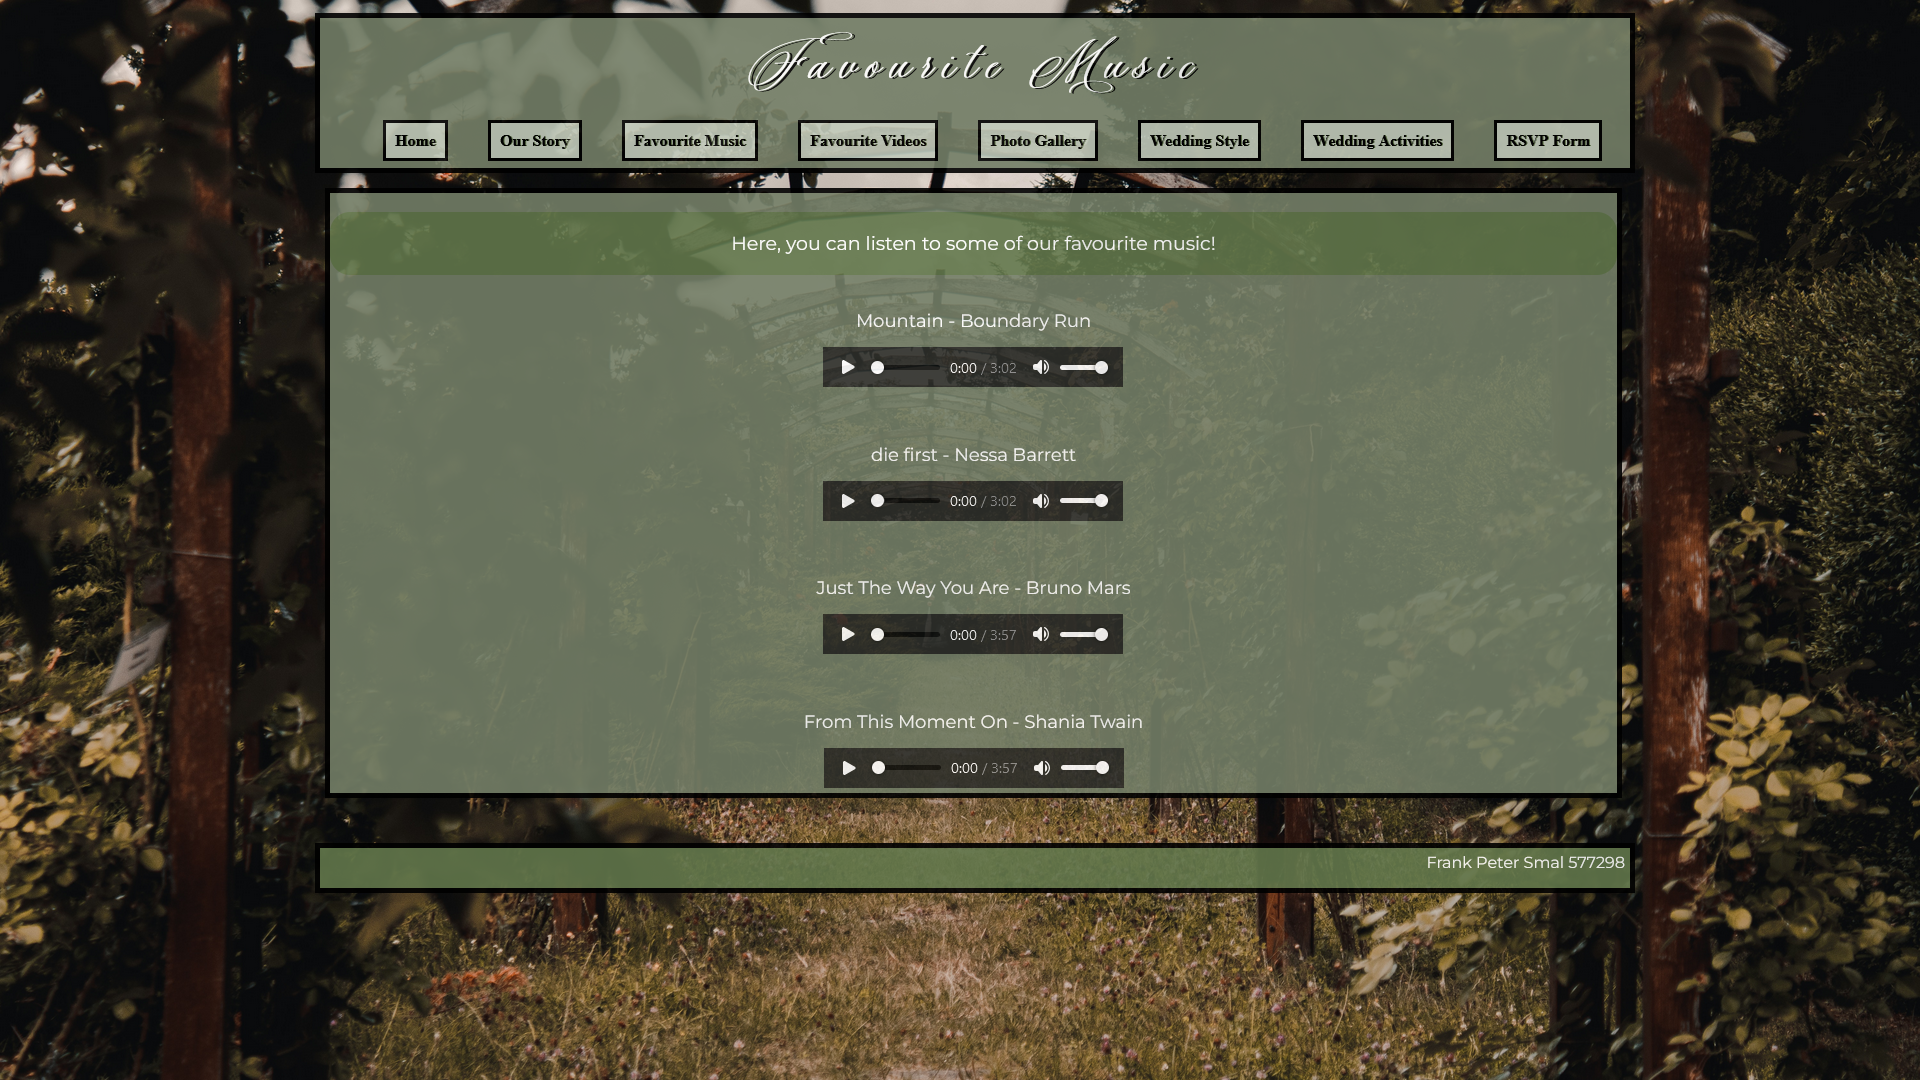 Favourite Music
Home
Our Story
Favourite Music
Favourite Videos
Photo Gallery
Wedding Style
Wedding Activities
RSVP Form
Here, you can listen to some of our favourite music!
Mountain - Boundary Run
0:00 / 3:02
die first - Nessa Barrett
0:00 / 3:02
Just The Way You Are - Bruno Mars
0:00 / 3:57
From This Moment On - Shania Twain
0:00 / 3:57
Frank Peter Smal 577298